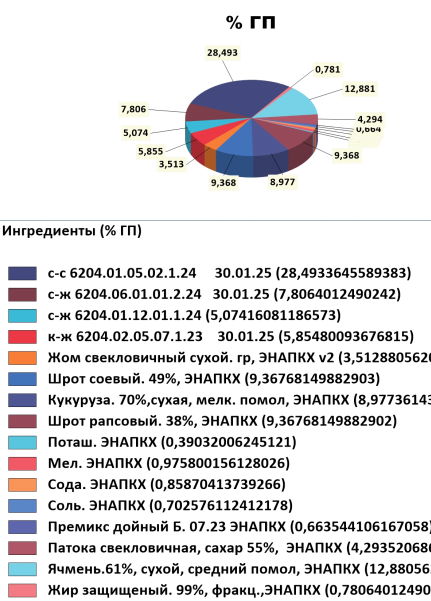 % ГП
28,493
0,781
12,881
7,806
4,294
0,664
5,074
5,855
9,368
3,513
9,368
8,977
Ингредиенты (% ГП)
с-с 6204.01.05.02.1.24 30.01.25 (28,4933645589383)
с-ж 6204.06.01.01.2.24 30.01.25 (7,8064012490242)
с-ж 6204.01.12.01.1.24 (5,07416081186573)
к-ж 6204.02.05.07.1.23 30.01.25 (5,85480093676815)
Жом свекловичный сухой. гр, ЭНАПКХ v2 (3,5128805620
Шрот соевый. 49%, ЭНАПКХ (9,36768149882903)
Кукуруза. 70%,сухая, мелк. помол, ЭНАПКХ (8,9773614
Шрот рапсовый. 38%, ЭНАПКХ (9,36768149882902)
Поташ. ЭНАПКХ (0,39032006245121)
Мел. ЭНАПКХ (0,975800156128026)
Сода. ЭНАПКХ (0,85870413739266)
Соль. ЭНАПКХ (0,702576112412178)
Премикс дойный Б. 07.23 ЭНАПКХ (0,663544106167058)
Патока свекловичная, сахар 55%, ЭНАПКХ (4,29352068
Ячмень.61%, сухой, средний помол, ЭНАПКХ (12,88056
Жир защищеный. 99%, фракц.,ЭНАПКХ (0,78064012490